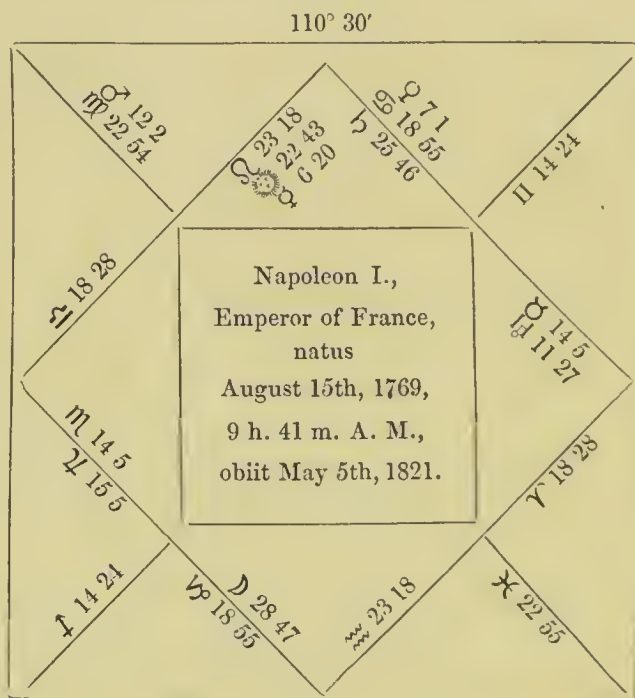 110° 30′
♂ 12 2
♍ 22 54
♌ 23 18
☉ 22 43
☿ 6 20
♀ 7 1
♋ 18 55
♄ 25 46
♊ 14 24
♎ 18 28
♉ 14 5
♅ 11 27
Napoleon I.,
Emperor of France,
natus
August 15th, 1769,
9 h. 41 m. A. M.,
obiit May 5th, 1821.
♏ 14 5
♃ 15 5
♈ 18 28
♐ 14 24
☽ 28 47
♑ 18 55
♒ 23 18
♓ 22 55